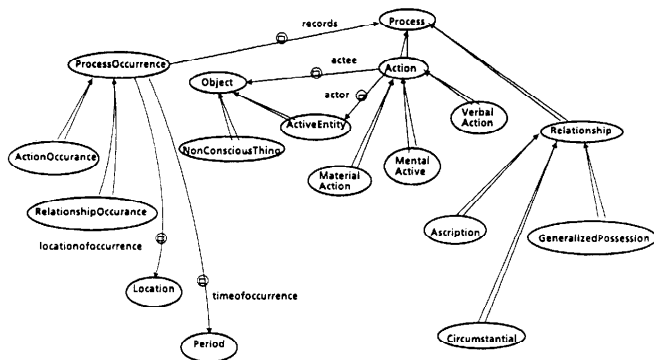 records
Process
ProcessOccurrence
actee
Action
Object
actor
ActiveEntity
Verbal
Action
Relationship
ActionOccurance
NonConsciousThing
Material
Action
Mental
Active
RelationshipOccurance
Ascription
GeneralizedPossession
locationofoccurrence
Location
timeofoccurrence
Period
Circumstantial